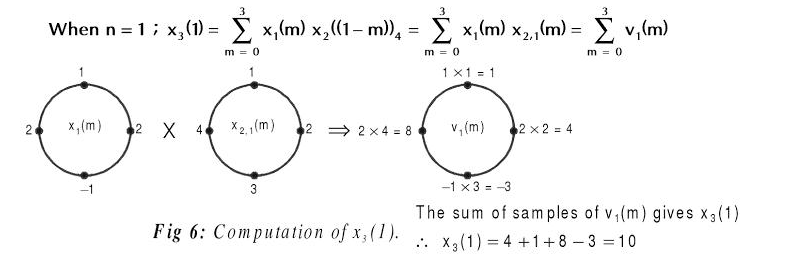 When n = 1 ; x₃(1) = 3∑m = 0 x₁(m) x₂((1– m))₄ = 3∑m = 0 x₁(m) x₂,₁(m) = 3∑m = 0 v₁(m)
1 1 1 × 1 = 1
2 x₁(m) 2 X 4 x₂,₁(m) 2 ⇒ 2 × 4 = 8 v₁(m) 2 × 2 = 4
–1 3 –1 × 3 = –3
The sum of samples of v₁(m) gives x₃(1)
Fig 6: Computation of x₃(1).
∴ x₃(1) = 4 +1 + 8 – 3 = 10